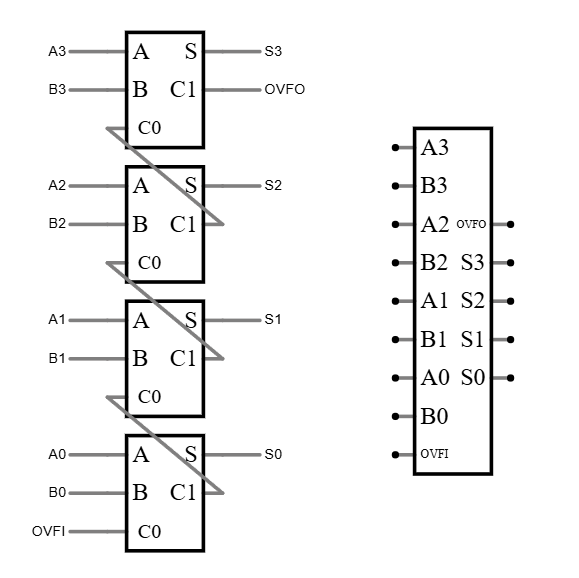 A3 A S S3
B3 B C1 OVFO
C0
A2 A S S2
B2 B C1
C0
A1 A S S1
B1 B C1
C0
A0 A S S0
B0 B C1
OVFI C0
A3
B3
A2 OVFO
B2 S3
A1 S2
B1 S1
A0 S0
B0
OVFI